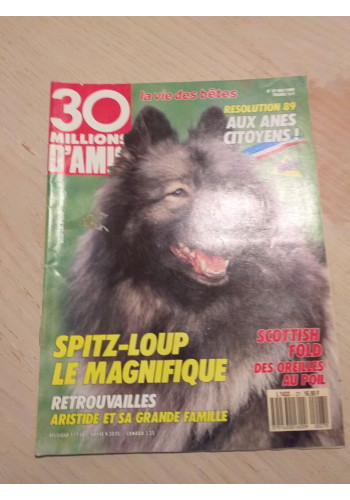 30
MILLIONS
D'AMIS
la vie des bêtes
RESOLUTION 89
AUX ANES
CITOYENS !
SPITZ-LOUP
LE MAGNIFIQUE
RETROUVAILLES
ARISTIDE ET SA GRANDE FAMILLE
SCOTTISH
FOLD
DES OREILLES
AU POIL